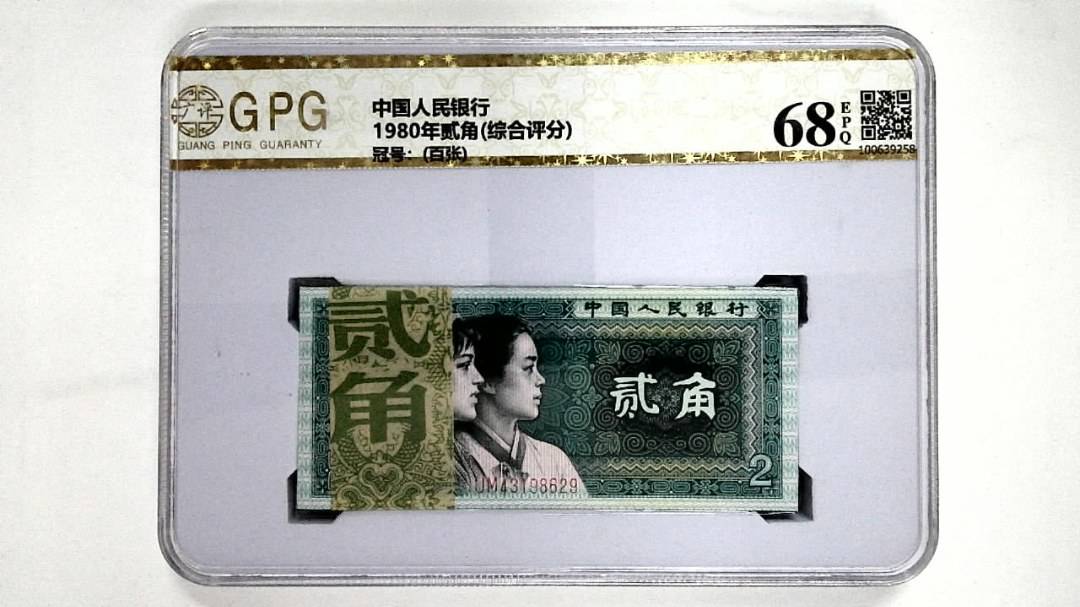 广评
GPG
GUANG PING GUARANTY
中国人民银行
1980年贰角(综合评分)
冠号：(百张)
68
EPQ
100639258
贰角
中国人民银行
贰角
2
JM43198629